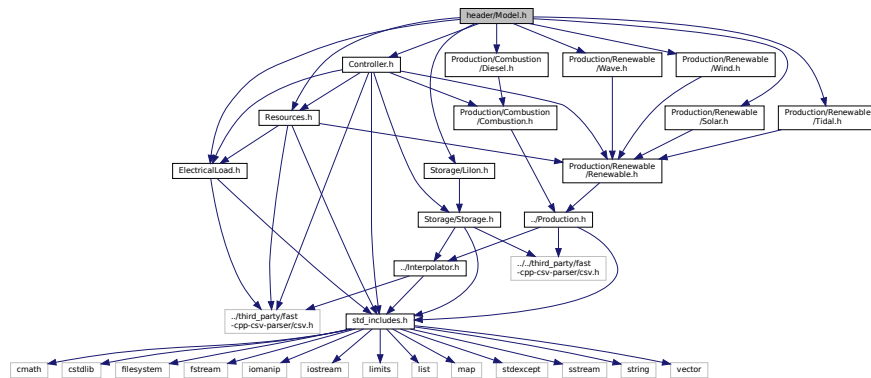 header/Model.h
Controller.h
Production/Combustion
/Diesel.h
Production/Renewable
/Wave.h
Production/Renewable
/Wind.h
Resources.h
Production/Combustion
/Combustion.h
Production/Renewable
/Solar.h
Production/Renewable
/Tidal.h
ElectricalLoad.h
Storage/LiIon.h
Production/Renewable
/Renewable.h
Storage/Storage.h
../Production.h
../Interpolator.h
../../third_party/fast
-cpp-csv-parser/csv.h
../third_party/fast
-cpp-csv-parser/csv.h
std_includes.h
cmath
cstdlib
filesystem
fstream
iomanip
iostream
limits
list
map
stdexcept
sstream
string
vector